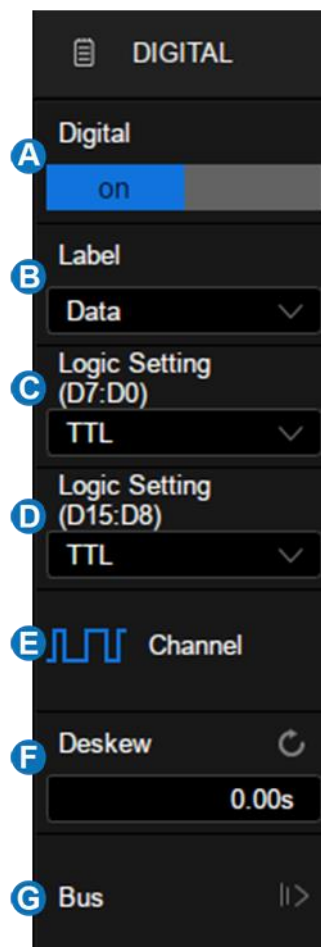 DIGITAL
Digital
A
on
B
Label
Data
C
Logic Setting
(D7:D0)
TTL
D
Logic Setting
(D15:D8)
TTL
E
Channel
F
Deskew
0.00s
G
Bus